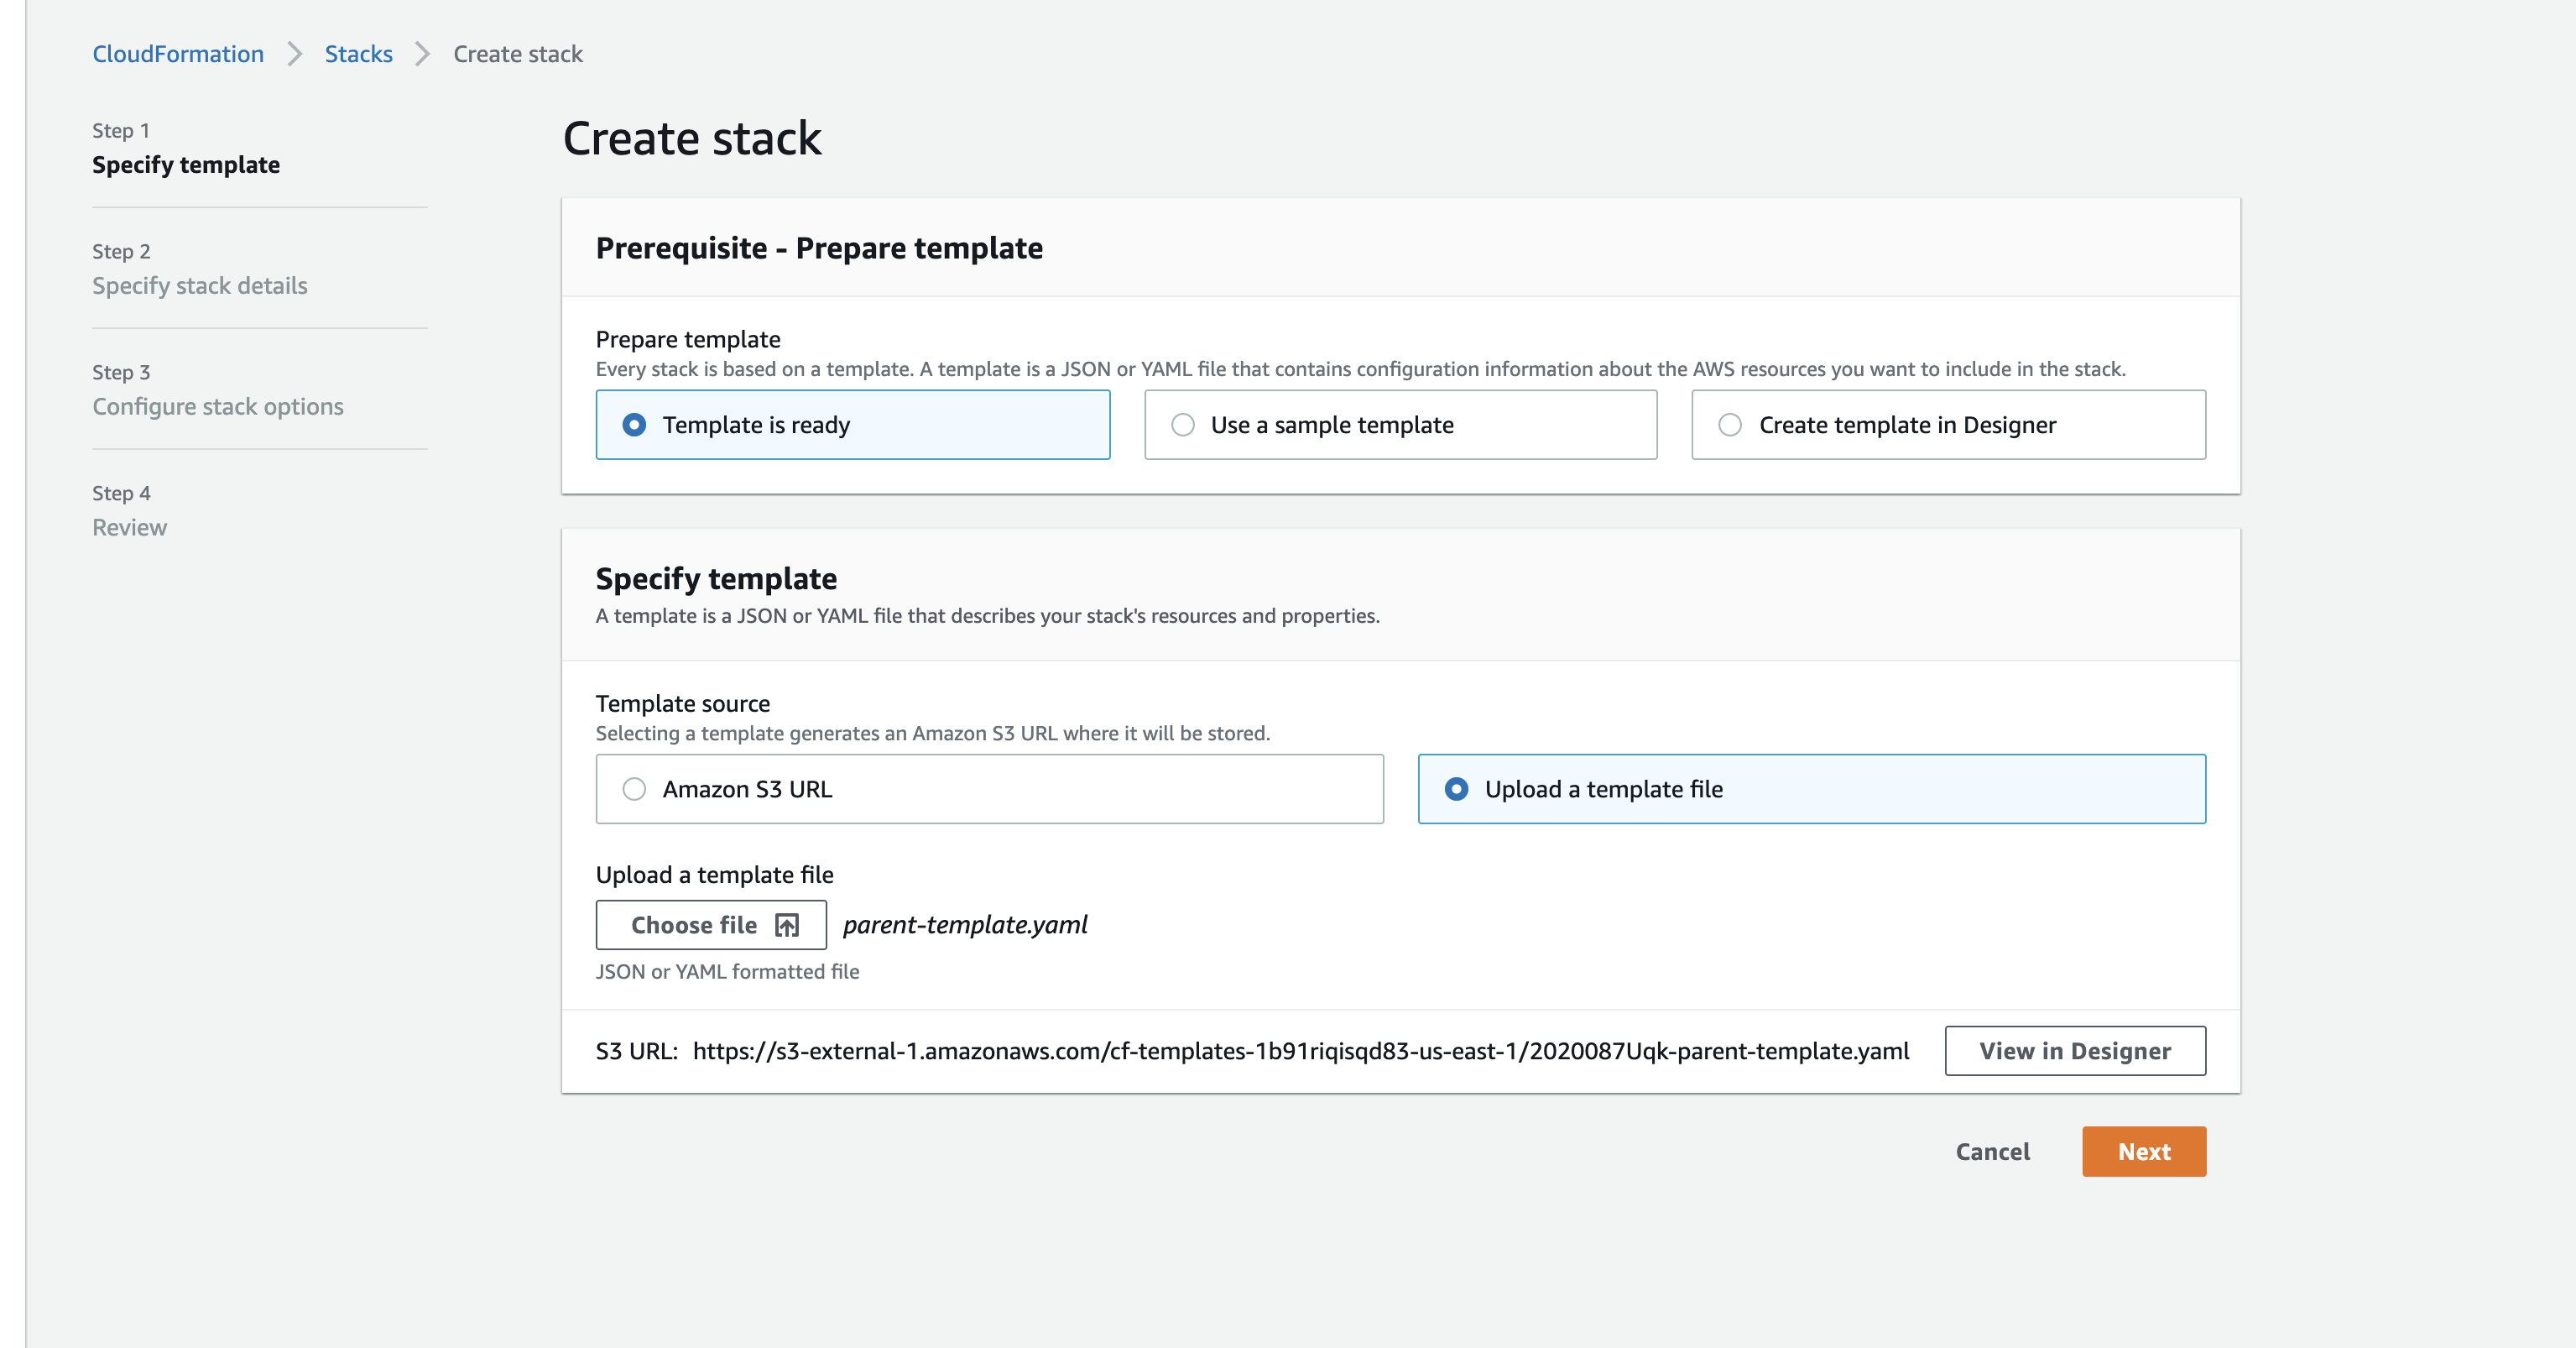 CloudFormation > Stacks > Create stack
Step 1
Specify template
Step 2
Specify stack details
Step 3
Configure stack options
Step 4
Review
Create stack
Prerequisite - Prepare template
Prepare template
Every stack is based on a template. A template is a JSON or YAML file that contains configuration information about the AWS resources you want to include in the stack.
Template is ready
Use a sample template
Create template in Designer
Specify template
A template is a JSON or YAML file that describes your stack's resources and properties.
Template source
Selecting a template generates an Amazon S3 URL where it will be stored.
Amazon S3 URL
Upload a template file
Upload a template file
Choose file parent-template.yaml
JSON or YAML formatted file
S3 URL: https://s3-external-1.amazonaws.com/cf-templates-1b91riqisqd83-us-east-1/2020087Uqk-parent-template.yaml View in Designer
Cancel Next